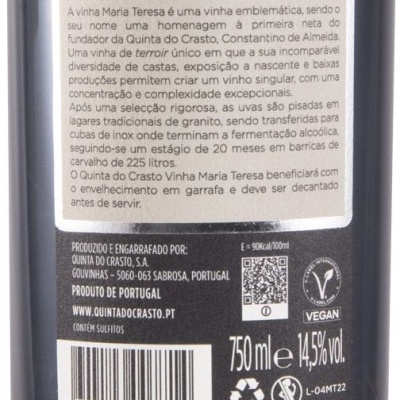 A vinha Maria Teresa é uma vinha emblemática, sendo o
seu nome uma homenagem à primeira neta do
fundador da Quinta do Crasto, Constantino de Almeida.
Uma vinha de terroir único em que a sua incomparável
diversidade de castas, exposição a nascente e baixas
produções permitem criar um vinho singular, com uma
concentração e complexidade excepcionais.
Após uma selecção rigorosa, as uvas são pisadas em
lagares tradicionais de granito, sendo transferidas para
cubas de inox onde terminam a fermentação alcoólica,
seguindo-se um estágio de 20 meses em barricas de
carvalho de 225 litros.
O Quinta do Crasto Vinha Maria Teresa beneficiará com
o envelhecimento em garrafa e deve ser decantado
antes de servir.
PRODUZIDO E ENGARRAFADO POR:
QUINTA DO CRASTO, S.A.
GOUVINHAS – 5060-063 SABROSA, PORTUGAL
PRODUTO DE PORTUGAL
WWW.QUINTADOCRASTO.PT
CONTÉM SULFITOS
E = 90Kcal/100ml
V-LABEL INTERNATIONAL
V-LABEL.COM
VEGAN
750 ml e 14,5% vol.
L-04MT22